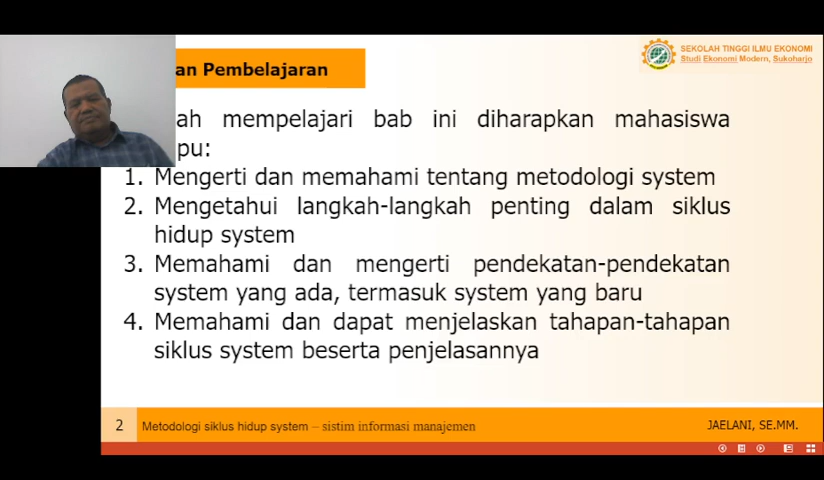 SEKOLAH TINGGI ILMU EKONOMI
Studi Ekonomi Modern, Sukoharjo
an Pembelajaran
ah mempelajari bab ini diharapkan mahasiswa
pu:
1. Mengerti dan memahami tentang metodologi system
2. Mengetahui langkah-langkah penting dalam siklus
hidup system
3. Memahami dan mengerti pendekatan-pendekatan
system yang ada, termasuk system yang baru
4. Memahami dan dapat menjelaskan tahapan-tahapan
siklus system beserta penjelasannya
2 Metodologi siklus hidup system – sistim informasi manajemen JAELANI, SE.MM.